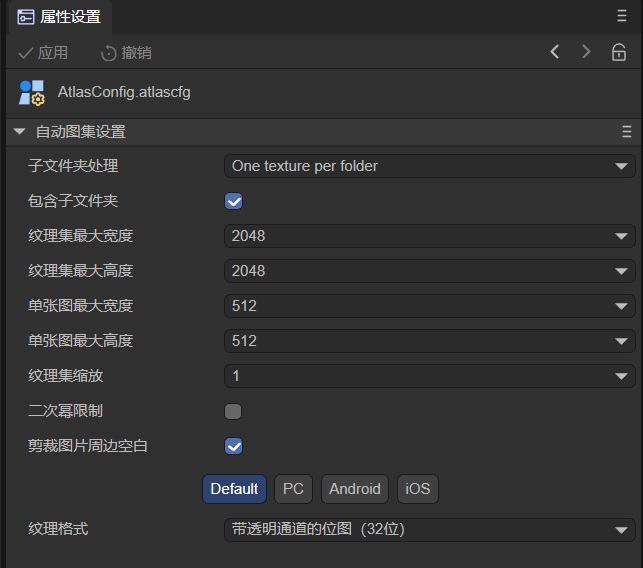 属性设置
应用 撤销
AtlasConfig.atlascfg
自动图集设置
子文件夹处理 One texture per folder
包含子文件夹
纹理集最大宽度 2048
纹理集最大高度 2048
单张图最大宽度 512
单张图最大高度 512
纹理集缩放 1
二次幂限制
剪裁图片周边空白
Default PC Android iOS
纹理格式 带透明通道的位图（32位）